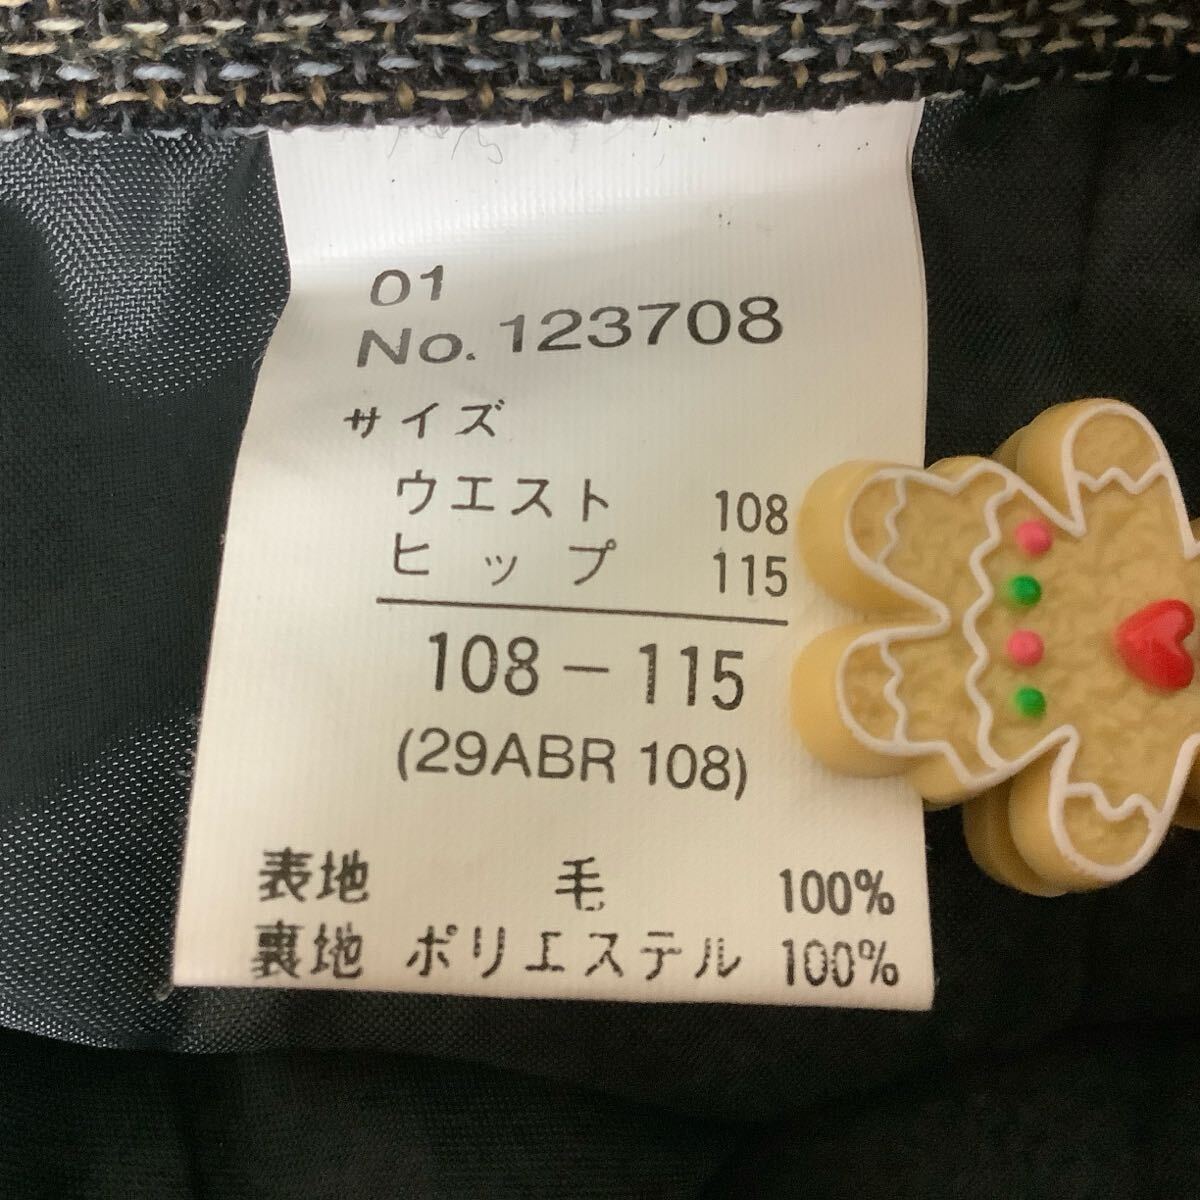 01
No. 123708
サイズ
ウエスト 108
ヒップ 115
108－115
(29ABR 108)
表地 毛 100%
裏地 ポリエステル 100%